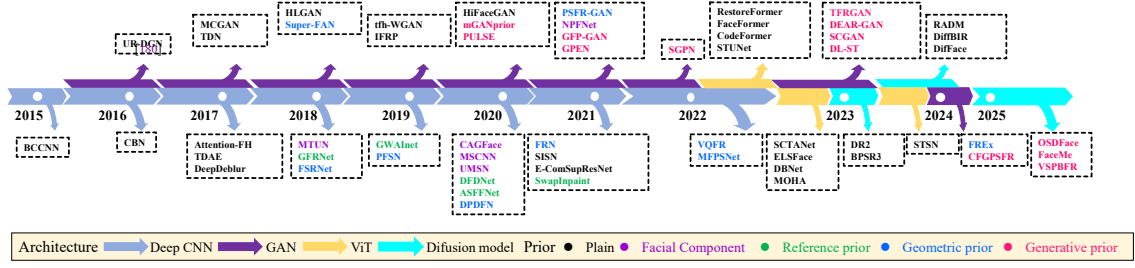 UR-DGN
[180]
MCGAN
TDN
HLGAN
Super-FAN
tfh-WGAN
IFRP
HiFaceGAN
mGANprior
PULSE
PSFR-GAN
NPFNet
GFP-GAN
GPEN
SGPN
RestoreFormer
FaceFormer
CodeFormer
STUNet
TFRGAN
DEAR-GAN
SCGAN
DL-ST
RADM
DiffBIR
DifFace
2015
2016
2017
2018
2019
2020
2021
2022
2023
2024
2025
BCCNN
CBN
Attention-FH
TDAE
DeepDeblur
MTUN
GFRNet
FSRNet
GWAInet
PFSN
CAGFace
MSCNN
UMSN
DFDNet
ASFFNet
DPDFN
FRN
SISN
E-ComSupResNet
SwapInpaint
VQFR
MFPSNet
SCTANet
ELSFace
DBNet
MOHA
DR2
BPSR3
STSN
FREx
CFGPSFR
OSDFace
FaceMe
VSPBFR
Architecture Deep CNN GAN ViT Difusion model Prior Plain Facial Component Reference prior Geometric prior Generative prior